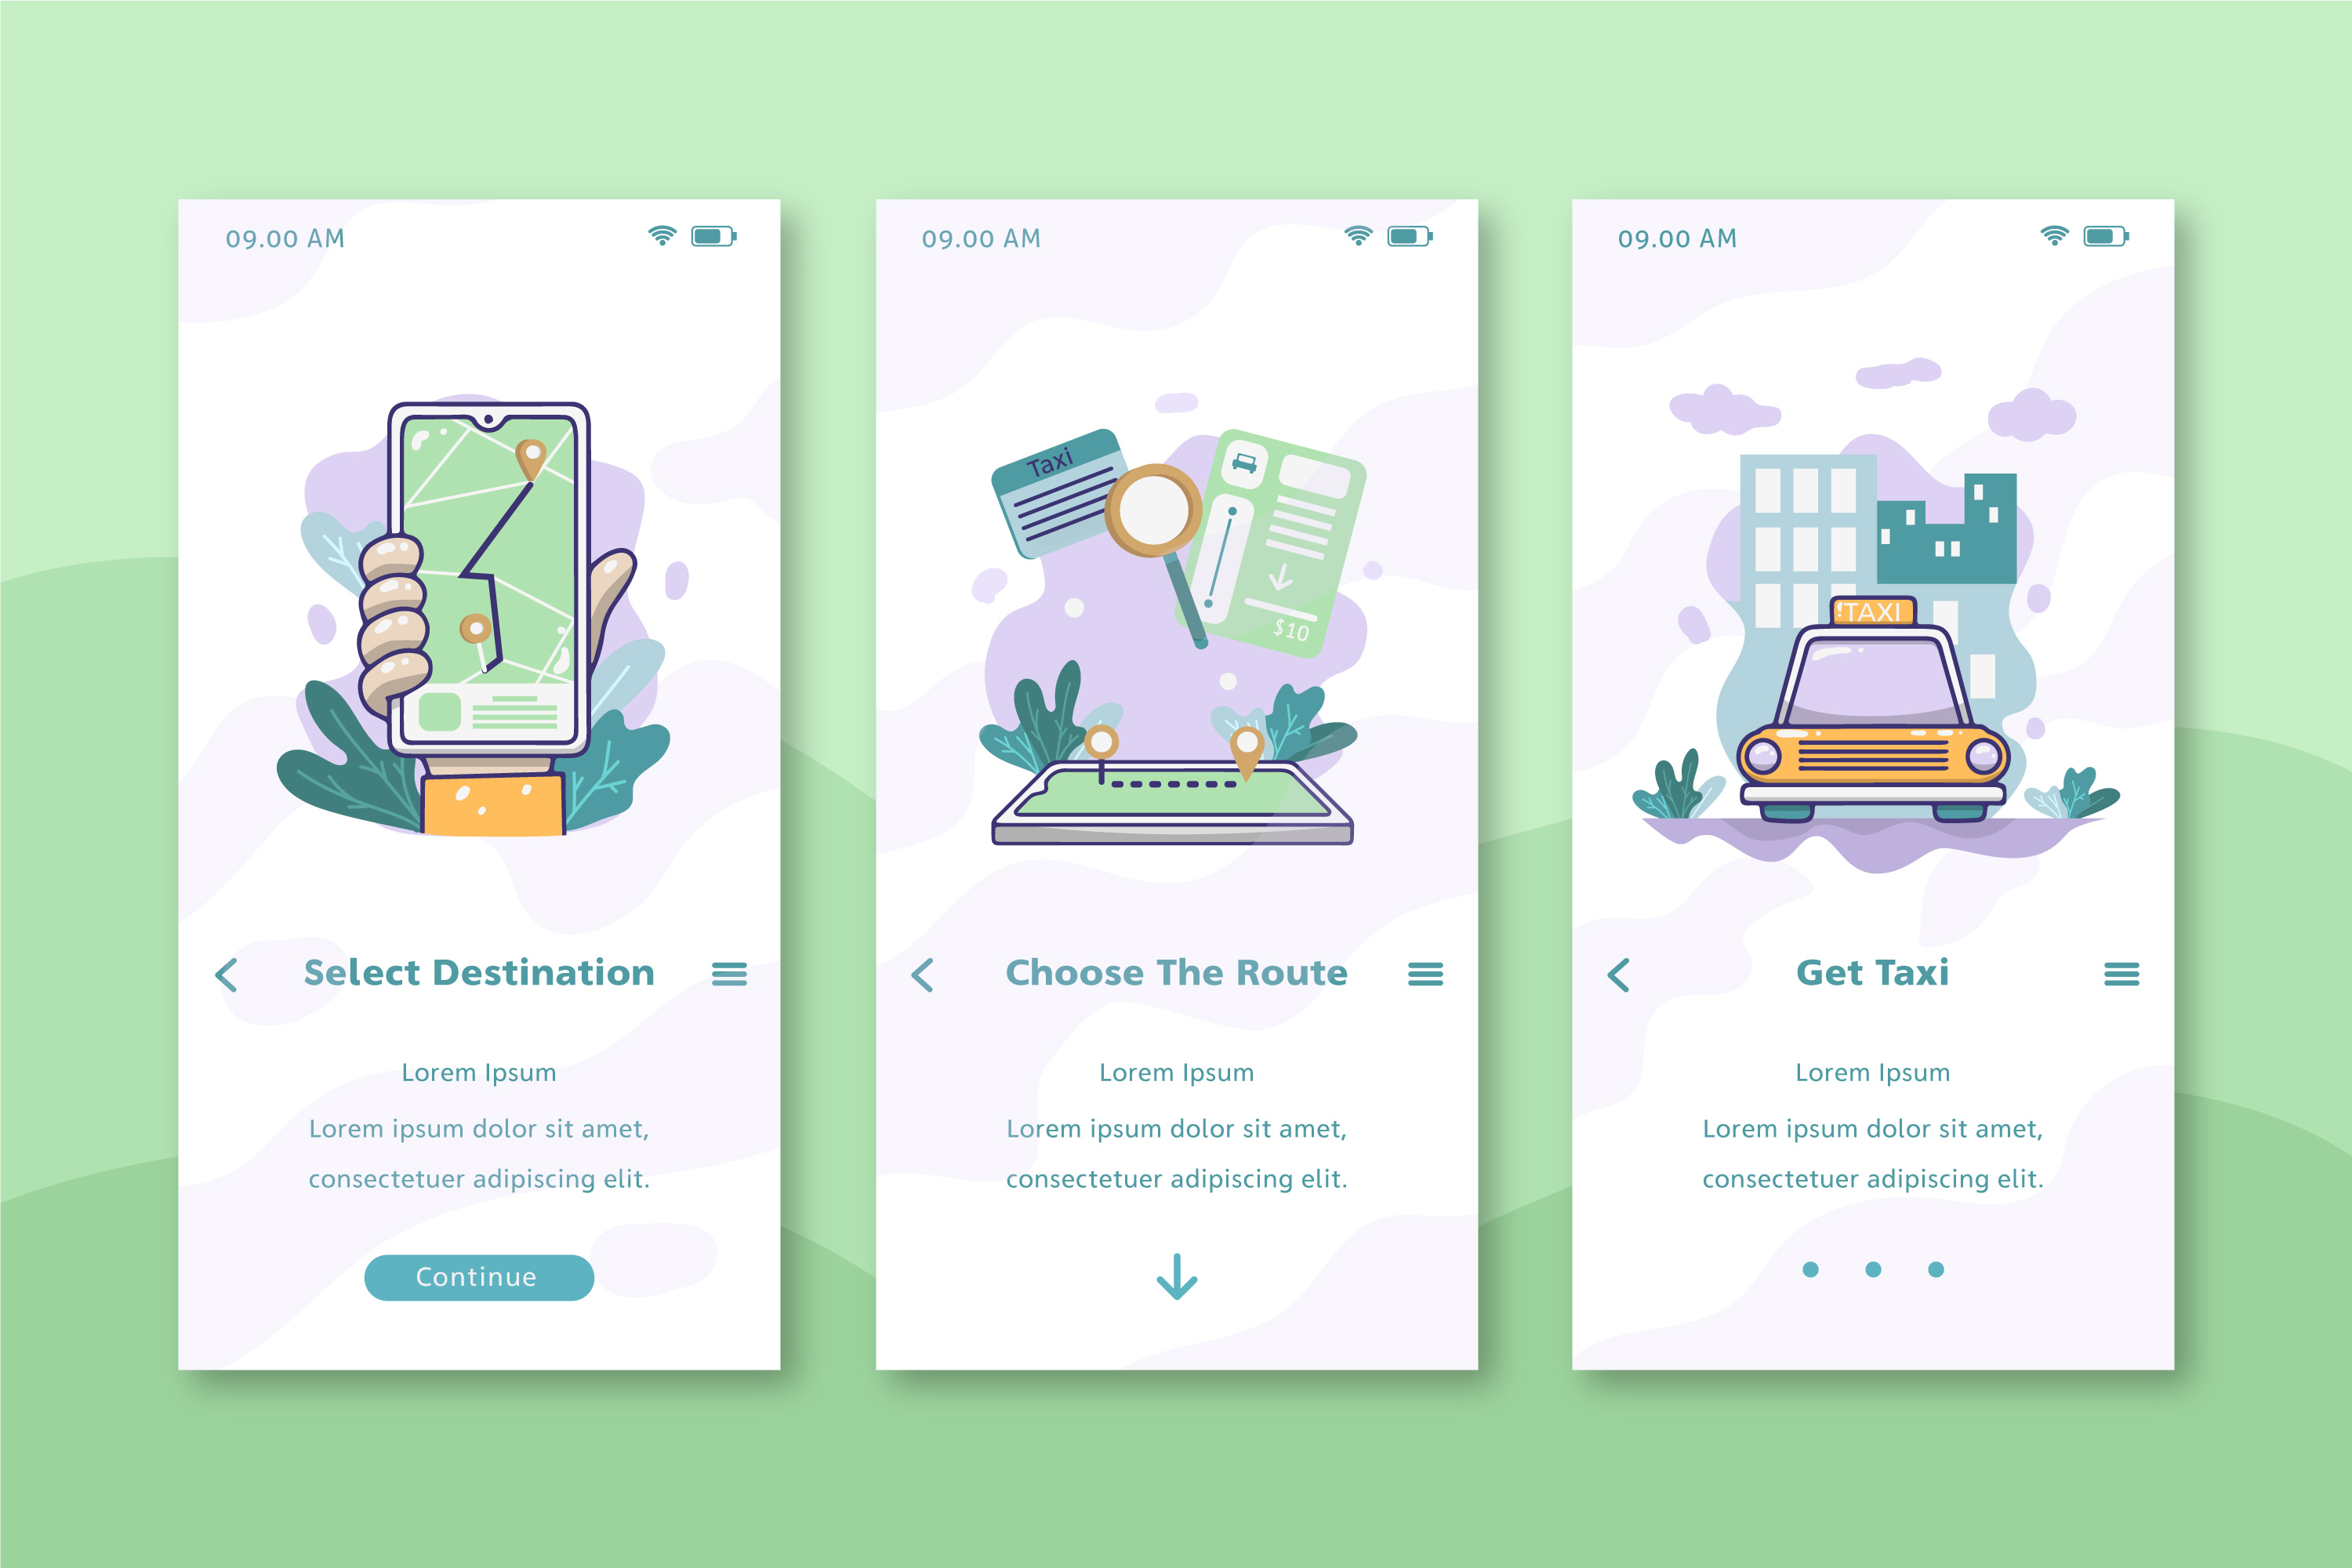 09.00 AM
Select Destination
Lorem Ipsum
Lorem ipsum dolor sit amet,
consectetuer adipiscing elit.
Continue
09.00 AM
Taxi
$10
Choose The Route
Lorem Ipsum
Lorem ipsum dolor sit amet,
consectetuer adipiscing elit.
09.00 AM
TAXI
Get Taxi
Lorem Ipsum
Lorem ipsum dolor sit amet,
consectetuer adipiscing elit.